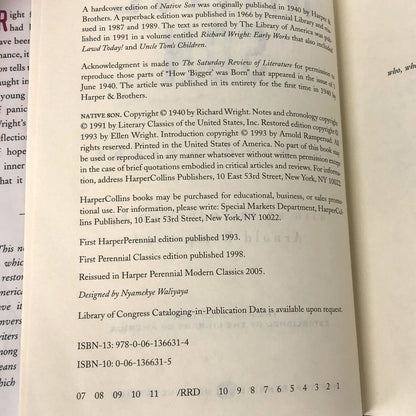 A hardcover edition of Native Son was originally published in 1940 by Harper &
Brothers. A paperback edition was published in 1966 by Perennial Library and was
issued in 1987 and 1989. The text as restored by The Library of America was
lished in 1991 in a volume entitled Richard Wright: Early Works that also included
Lawd Today! and Uncle Tom's Children.
Acknowledgment is made to The Saturday Review of Literature for permission to
reproduce those parts of "How 'Bigger' was Born" that appeared in the issue of
June 1940. The article was published in its entirety for the first time in 1940 by
Harper & Brothers.
NATIVE SON. Copyright © 1940 by Richard Wright. Notes and chronology copyright
© 1991 by Literary Classics of the United States, Inc. Restored edition copyright
© 1993 by Ellen Wright. Introduction copyright © 1993 by Arnold Rampersad. All
rights reserved. Printed in the United States of America. No part of this book may
be used or reproduced in any manner whatsoever without written permission except
in the case of brief quotations embodied in critical articles and reviews. For infor-
mation, address HarperCollins Publishers, 10 East 53rd Street, New York, NY 10022.
HarperCollins books may be purchased for educational, business, or sales promo-
tional use. For information, please write: Special Markets Department, HarperCol-
lins Publishers, 10 East 53rd Street, New York, NY 10022.
First HarperPerennial edition published 1993.
First Perennial Classics edition published 1998.
Reissued in Harper Perennial Modern Classics 2005.
Designed by Nyamekye Waliyaya
Library of Congress Cataloging-in-Publication Data is available upon request.
ISBN-13: 978-0-06-136631-4
ISBN-10: 0-06-136631-5
07 08 09 10 11 /RRD 10 9 8 7 6 5 4 3 2 1
who, wh